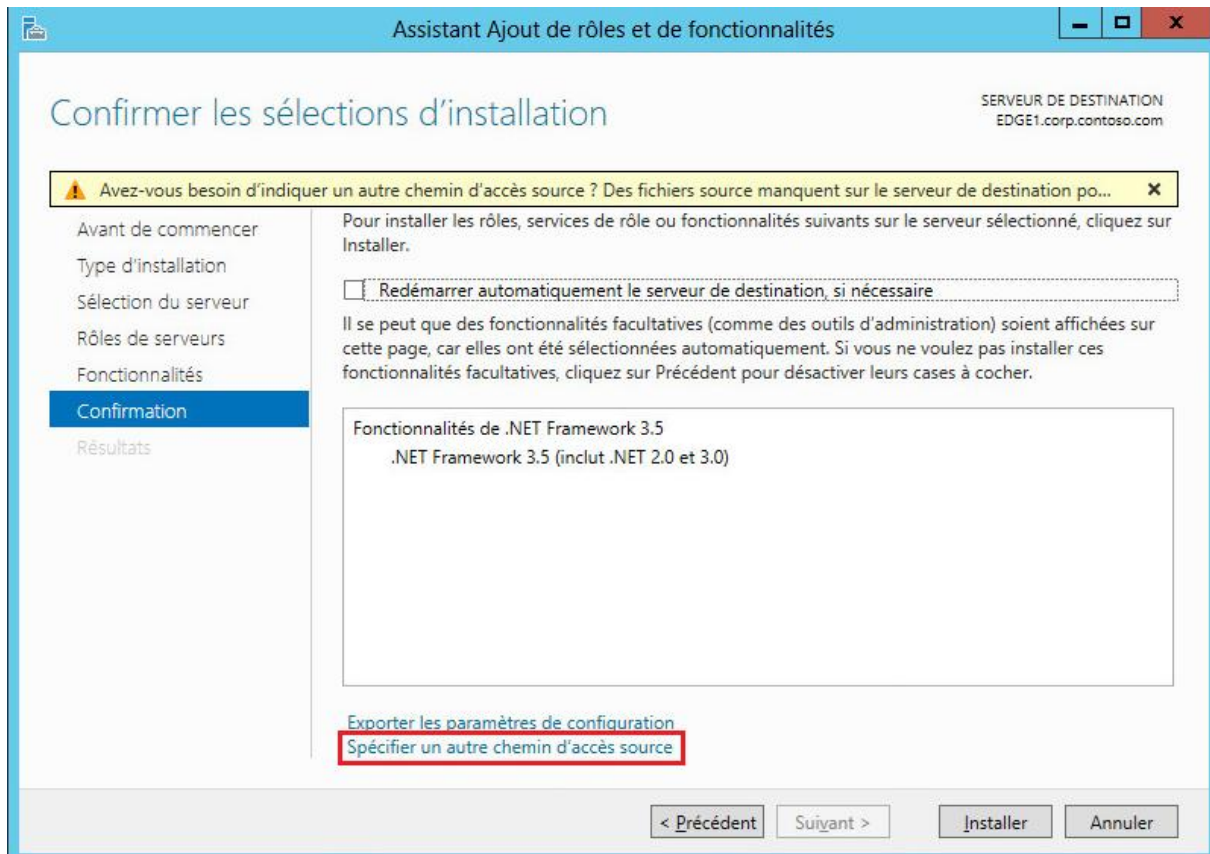 Assistant Ajout de rôles et de fonctionnalités
Confirmer les sélections d'installation
SERVEUR DE DESTINATION
EDGE1.corp.contoso.com
Avez-vous besoin d'indiquer un autre chemin d'accès source ? Des fichiers source manquent sur le serveur de destination po...
Avant de commencer
Type d'installation
Sélection du serveur
Rôles de serveurs
Fonctionnalités
Confirmation
Résultats
Pour installer les rôles, services de rôle ou fonctionnalités suivants sur le serveur sélectionné, cliquez sur
Installer.
Redémarrer automatiquement le serveur de destination, si nécessaire
Il se peut que des fonctionnalités facultatives (comme des outils d'administration) soient affichées sur
cette page, car elles ont été sélectionnées automatiquement. Si vous ne voulez pas installer ces
fonctionnalités facultatives, cliquez sur Précédent pour désactiver leurs cases à cocher.
Fonctionnalités de .NET Framework 3.5
.NET Framework 3.5 (inclut .NET 2.0 et 3.0)
Exporter les paramètres de configuration
Spécifier un autre chemin d'accès source
< Précédent
Suivant >
Installer
Annuler